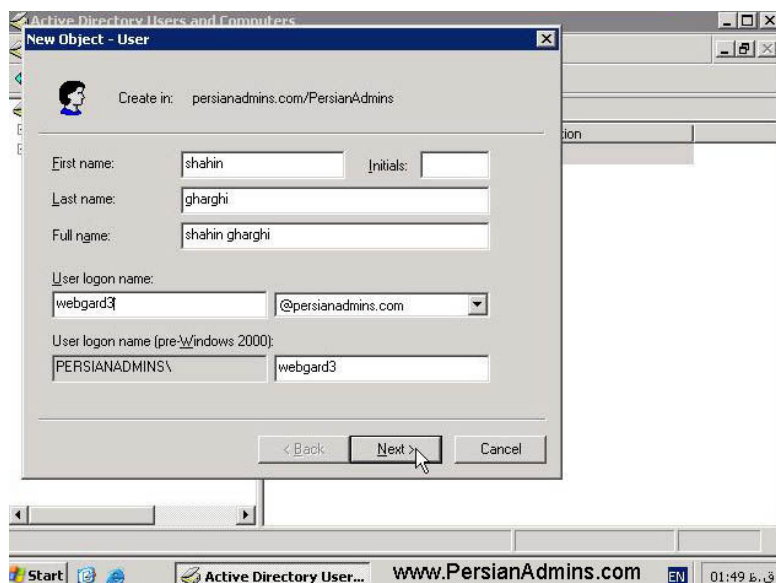 Active Directory Users and Computers
New Object - User
Create in: persianadmins.com/PersianAdmins
tion
First name: shahin Initials:
Last name: gharghi
Full name: shahin gharghi
User logon name:
webgard3 @persianadmins.com
User logon name (pre-Windows 2000):
PERSIANADMINS\ webgard3
< Back Next > Cancel
Start Active Directory User... www.PersianAdmins.com EN 01:49 ق.ظ